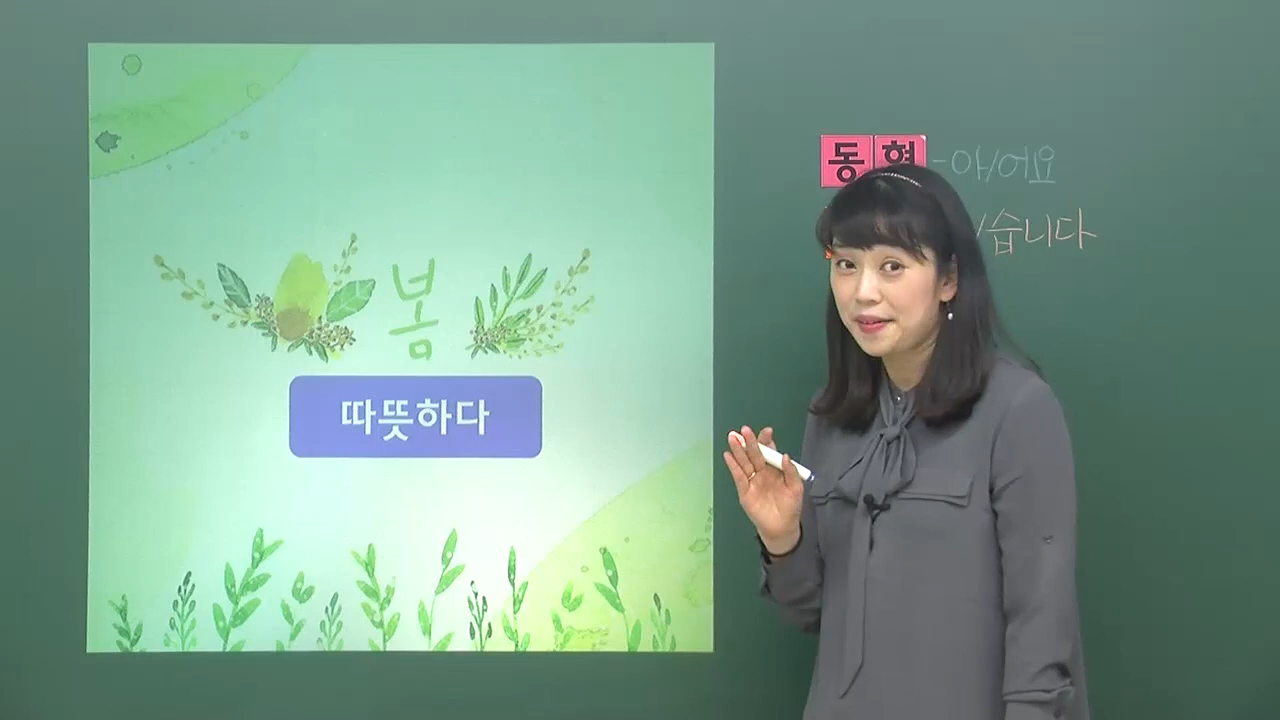 봄
따뜻하다
동 형 -아/어요
/습니다